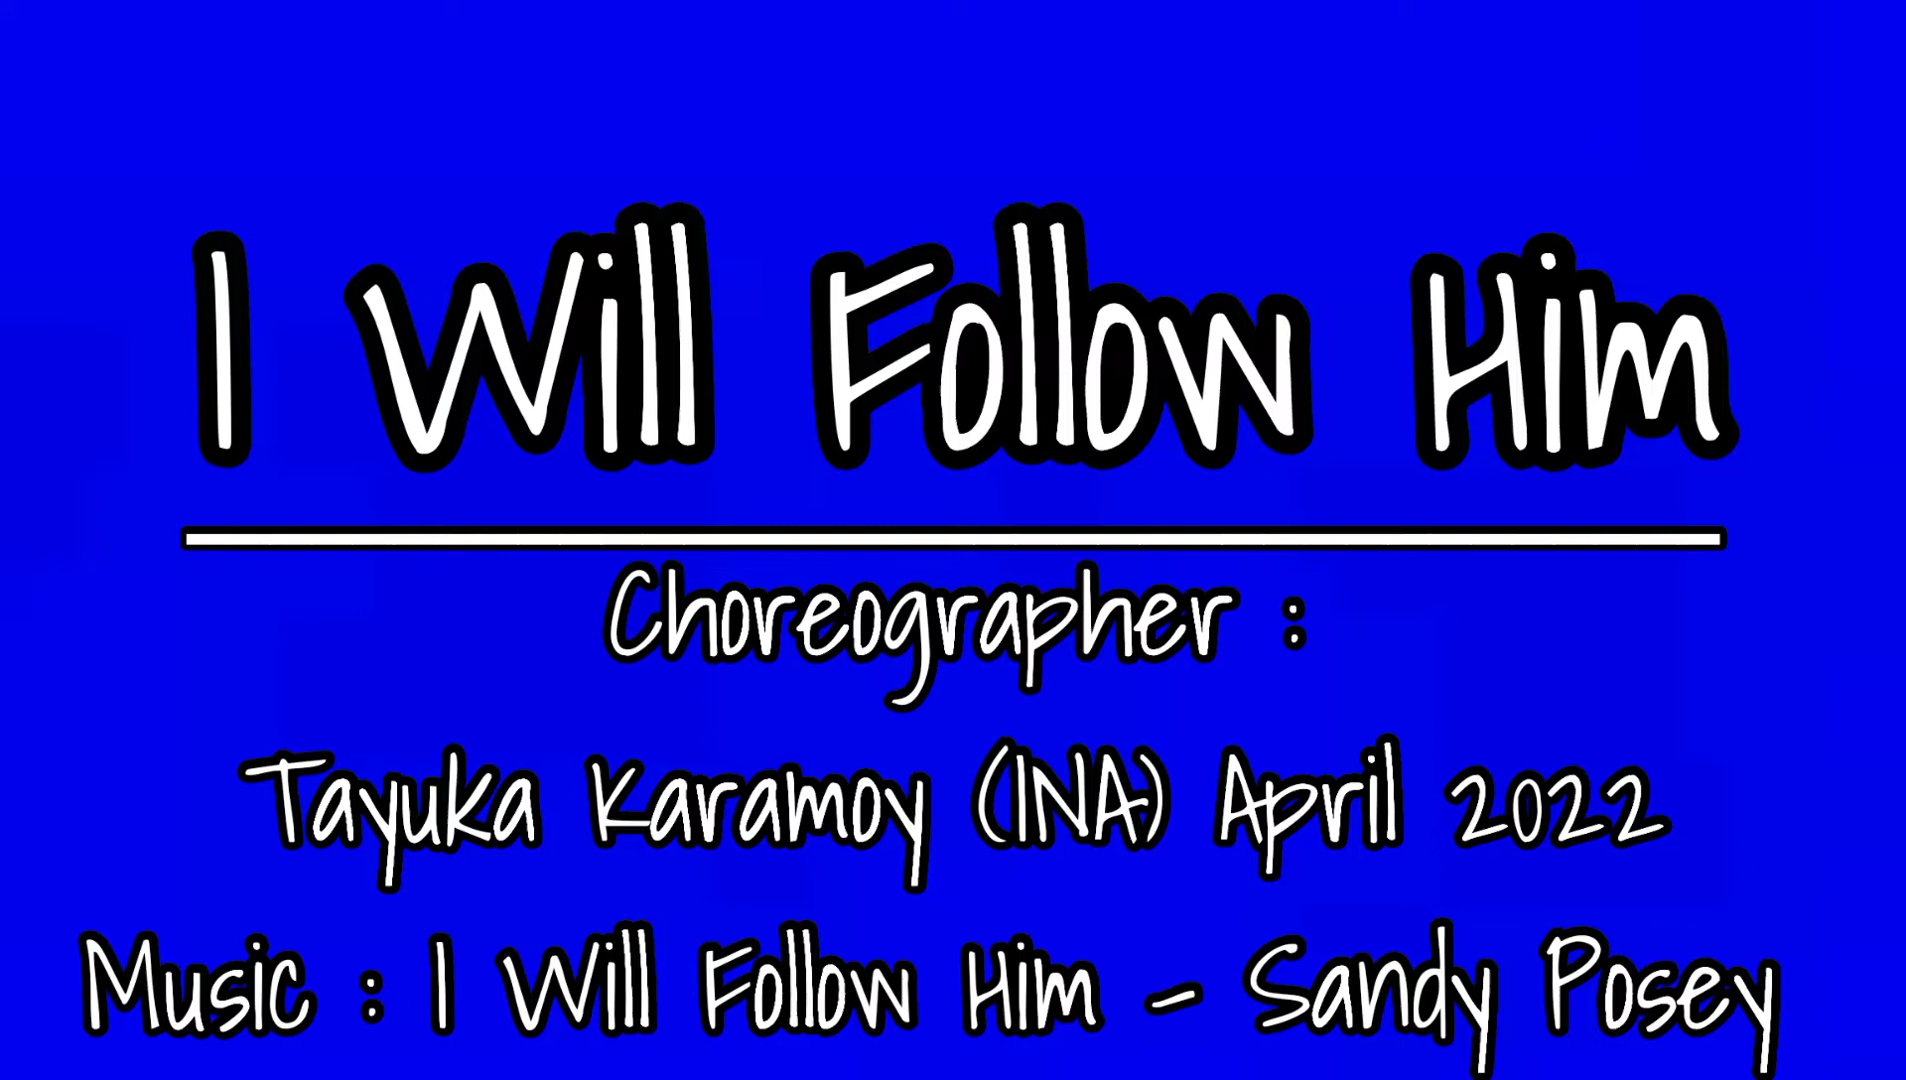 I Will Follow Him
Choreographer :
Tayuka Karamoy (INA) April 2022
Music : I Will Follow Him - Sandy Posey